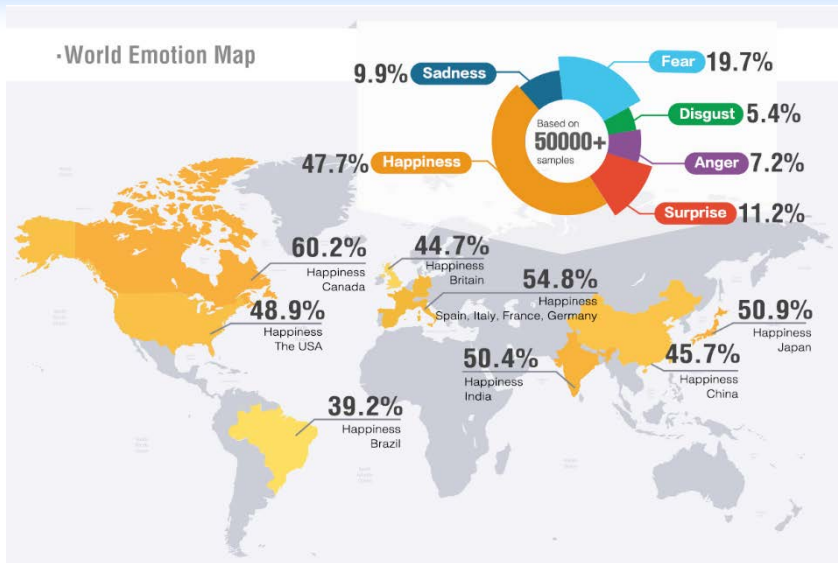 ·World Emotion Map
9.9% Sadness
Fear 19.7%
Disgust 5.4%
Based on
50000+
samples
47.7% Happiness
Anger 7.2%
Surprise 11.2%
60.2%
Happiness
Canada
44.7%
Happiness
Britain
54.8%
Happiness
Spain, Italy, France, Germany
48.9%
Happiness
The USA
50.9%
Happiness
Japan
50.4%
Happiness
India
45.7%
Happiness
China
39.2%
Happiness
Brazil